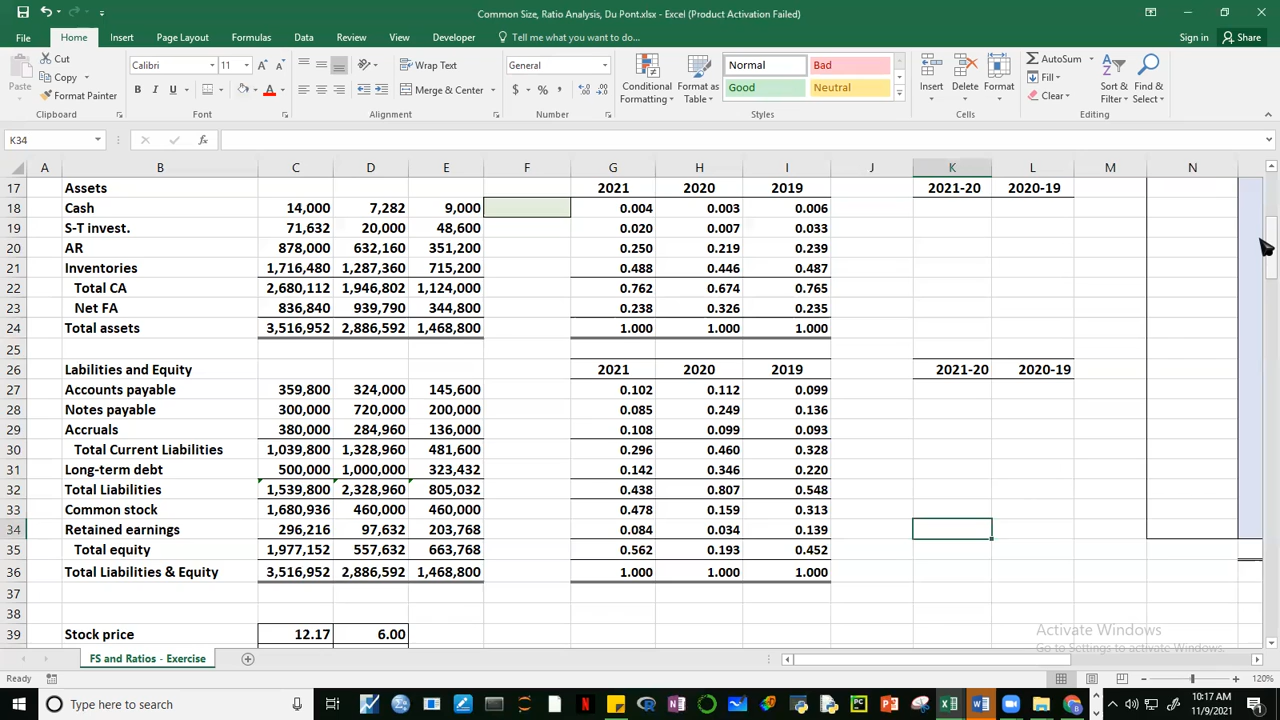 Common Size, Ratio Analysis, Du Pont.xlsx - Excel (Product Activation Failed)
File Home Insert Page Layout Formulas Data Review View Developer Tell me what you want to do... Sign in Share
Paste Cut Copy Format Painter Clipboard
Calibri 11 B I U A Font
Wrap Text Merge & Center Alignment
General $ % , Number
Conditional Formatting Format as Table Normal Bad Good Neutral Styles
Insert Delete Format Cells
AutoSum Fill Clear Sort & Filter Find & Select Editing
K34 fx
A B C D E F G H I J K L M N
17 Assets 2021 2020 2019 2021-20 2020-19
18 Cash 14,000 7,282 9,000 0.004 0.003 0.006
19 S-T invest. 71,632 20,000 48,600 0.020 0.007 0.033
20 AR 878,000 632,160 351,200 0.250 0.219 0.239
21 Inventories 1,716,480 1,287,360 715,200 0.488 0.446 0.487
22 Total CA 2,680,112 1,946,802 1,124,000 0.762 0.674 0.765
23 Net FA 836,840 939,790 344,800 0.238 0.326 0.235
24 Total assets 3,516,952 2,886,592 1,468,800 1.000 1.000 1.000
25
26 Labilities and Equity 2021 2020 2019 2021-20 2020-19
27 Accounts payable 359,800 324,000 145,600 0.102 0.112 0.099
28 Notes payable 300,000 720,000 200,000 0.085 0.249 0.136
29 Accruals 380,000 284,960 136,000 0.108 0.099 0.093
30 Total Current Liabilities 1,039,800 1,328,960 481,600 0.296 0.460 0.328
31 Long-term debt 500,000 1,000,000 323,432 0.142 0.346 0.220
32 Total Liabilities 1,539,800 2,328,960 805,032 0.438 0.807 0.548
33 Common stock 1,680,936 460,000 460,000 0.478 0.159 0.313
34 Retained earnings 296,216 97,632 203,768 0.084 0.034 0.139
35 Total equity 1,977,152 557,632 663,768 0.562 0.193 0.452
36 Total Liabilities & Equity 3,516,952 2,886,592 1,468,800 1.000 1.000 1.000
37
38
39 Stock price 12.17 6.00
Activate Windows
Go to Settings to activate Windows.
FS and Ratios - Exercise
Ready 120%
Type here to search
10:17 AM
11/9/2021